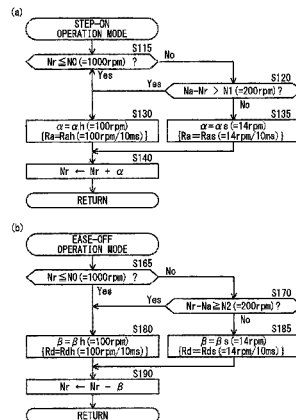 (a)
STEP-ON
OPERATION MODE
S115
Nr≦N0(=1000rpm) ?
No
Yes
S120
Na-Nr > N1(=200rpm) ?
Yes
No
S130
α=αh(=100rpm)
{Ra=Rah(=100rpm/10ms)}
S135
α=αs(=14rpm)
{Ra=Ras(=14rpm/10ms)}
S140
Nr ← Nr + α
RETURN
(b)
EASE-OFF
OPERATION MODE
S165
Nr≦N0(=1000rpm) ?
No
Yes
S170
Nr-Na≧N2(=200rpm) ?
Yes
No
S180
β=βh(=100rpm)
{Rd=Rdh(=100rpm/10ms)}
S185
β=βs(=14rpm)
{Rd=Rds(=14rpm/10ms)}
S190
Nr ← Nr - β
RETURN